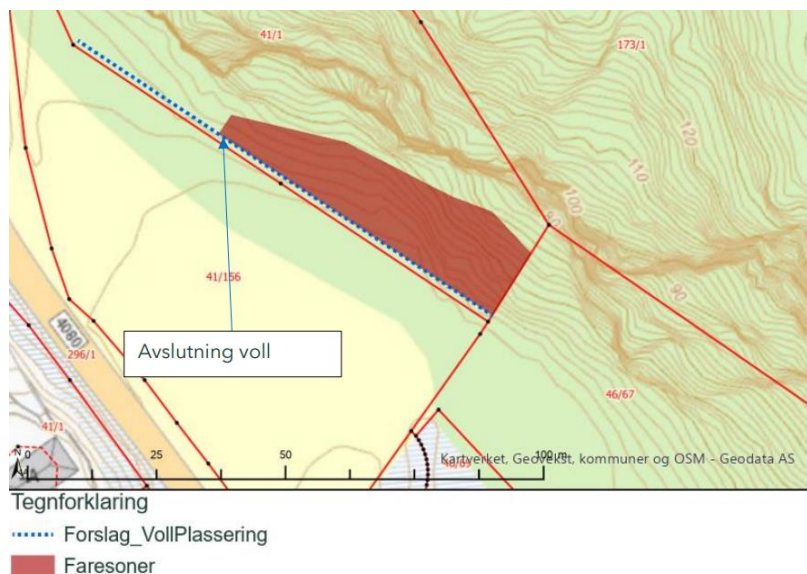 41/1
173/1
120
110
100
90
90
41/156
4080
Avslutning voll
296/1
46/67
41/1
N
0
25
50
100 m
Kartverket, Geovekst, kommuner og OSM - Geodata AS
Tegnforklaring
Forslag_VollPlassering
Faresoner